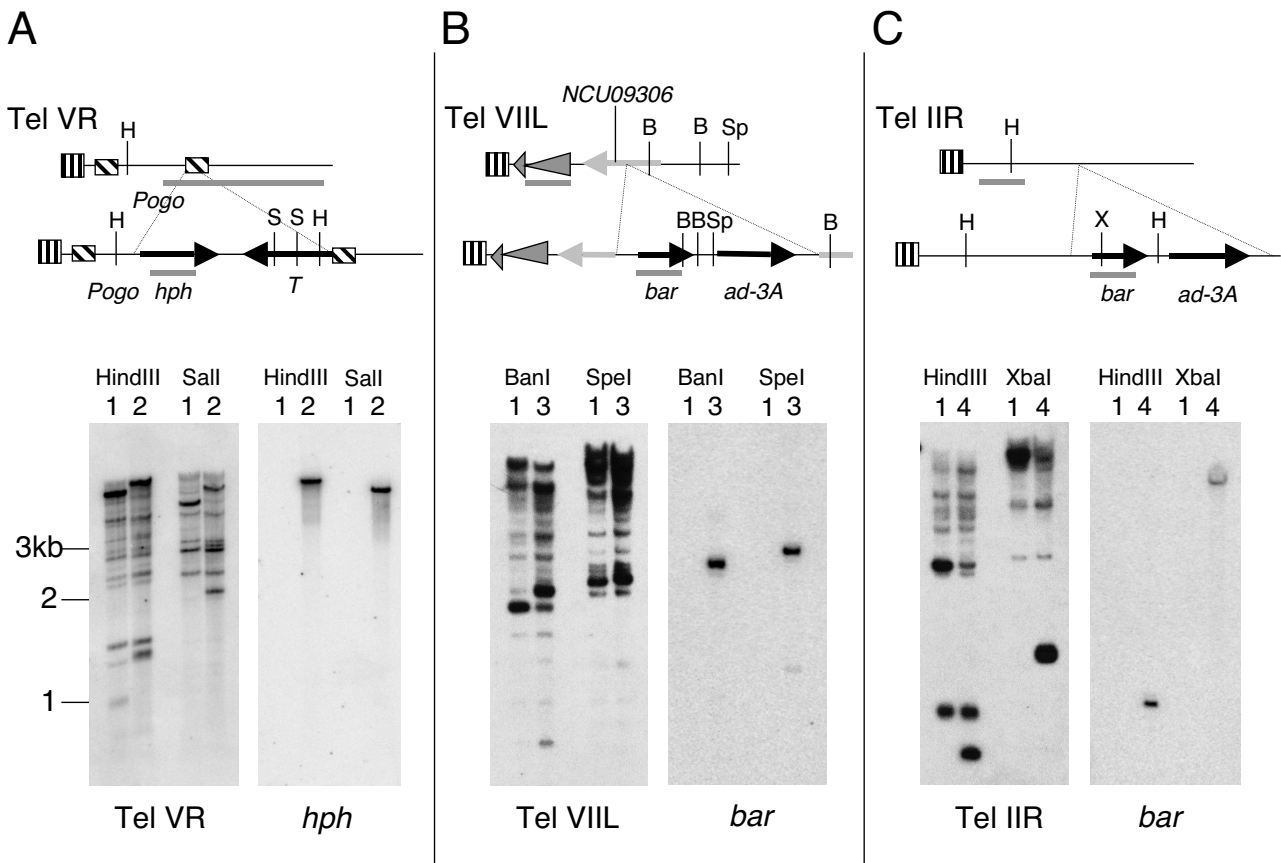 A
Tel VR
H
Pogo
H
S S H
Pogo hph T
HindIII SalI HindIII SalI
1 2 1 2 1 2 1 2
3kb
2
1
Tel VR hph
B
NCU09306
Tel VIIL
B B Sp
BBSp B
bar ad-3A
BanI SpeI BanI SpeI
1 3 1 3 1 3 1 3
Tel VIIL bar
C
Tel IIR
H
H X H
bar ad-3A
HindIII XbaI HindIII XbaI
1 4 1 4 1 4 1 4
Tel IIR bar